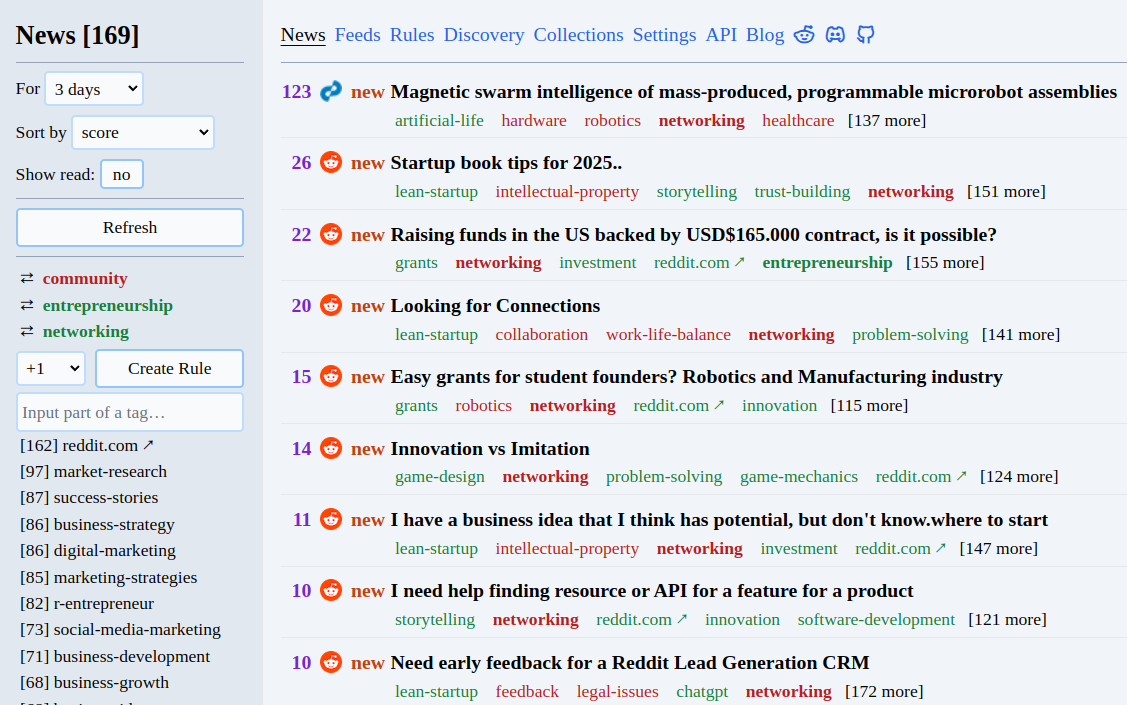 News [169]
For 3 days
Sort by score
Show read: no
Refresh
⇄ community
⇄ entrepreneurship
⇄ networking
+1 Create Rule
Input part of a tag…
[162] reddit.com ↗
[97] market-research
[87] success-stories
[86] business-strategy
[86] digital-marketing
[85] marketing-strategies
[82] r-entrepreneur
[73] social-media-marketing
[71] business-development
[68] business-growth
News Feeds Rules Discovery Collections Settings API Blog
123 new Magnetic swarm intelligence of mass-produced, programmable microrobot assemblies
artificial-life hardware robotics networking healthcare [137 more]
26 new Startup book tips for 2025..
lean-startup intellectual-property storytelling trust-building networking [151 more]
22 new Raising funds in the US backed by USD$165.000 contract, is it possible?
grants networking investment reddit.com ↗ entrepreneurship [155 more]
20 new Looking for Connections
lean-startup collaboration work-life-balance networking problem-solving [141 more]
15 new Easy grants for student founders? Robotics and Manufacturing industry
grants robotics networking reddit.com ↗ innovation [115 more]
14 new Innovation vs Imitation
game-design networking problem-solving game-mechanics reddit.com ↗ [124 more]
11 new I have a business idea that I think has potential, but don't know.where to start
lean-startup intellectual-property networking investment reddit.com ↗ [147 more]
10 new I need help finding resource or API for a feature for a product
storytelling networking reddit.com ↗ innovation software-development [121 more]
10 new Need early feedback for a Reddit Lead Generation CRM
lean-startup feedback legal-issues chatgpt networking [172 more]